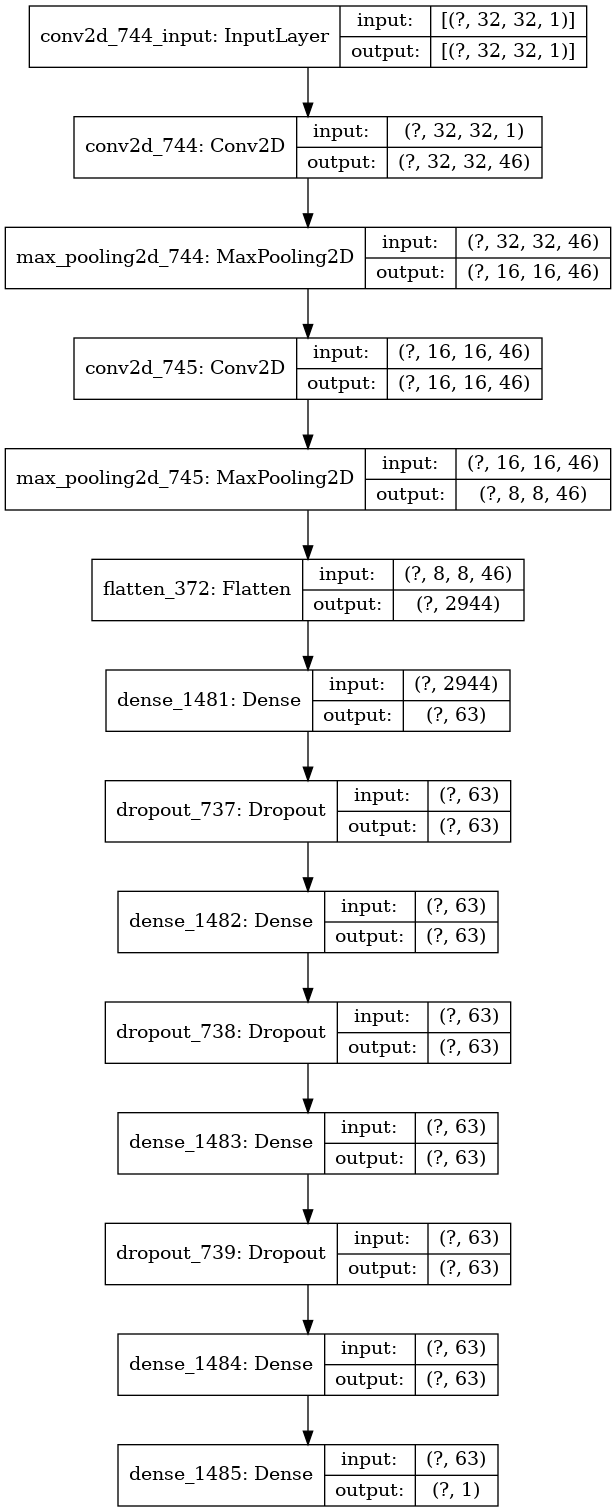 conv2d_744_input: InputLayer
input:
[(?, 32, 32, 1)]
output:
[(?, 32, 32, 1)]
conv2d_744: Conv2D
input:
(?, 32, 32, 1)
output:
(?, 32, 32, 46)
max_pooling2d_744: MaxPooling2D
input:
(?, 32, 32, 46)
output:
(?, 16, 16, 46)
conv2d_745: Conv2D
input:
(?, 16, 16, 46)
output:
(?, 16, 16, 46)
max_pooling2d_745: MaxPooling2D
input:
(?, 16, 16, 46)
output:
(?, 8, 8, 46)
flatten_372: Flatten
input:
(?, 8, 8, 46)
output:
(?, 2944)
dense_1481: Dense
input:
(?, 2944)
output:
(?, 63)
dropout_737: Dropout
input:
(?, 63)
output:
(?, 63)
dense_1482: Dense
input:
(?, 63)
output:
(?, 63)
dropout_738: Dropout
input:
(?, 63)
output:
(?, 63)
dense_1483: Dense
input:
(?, 63)
output:
(?, 63)
dropout_739: Dropout
input:
(?, 63)
output:
(?, 63)
dense_1484: Dense
input:
(?, 63)
output:
(?, 63)
dense_1485: Dense
input:
(?, 63)
output:
(?, 1)